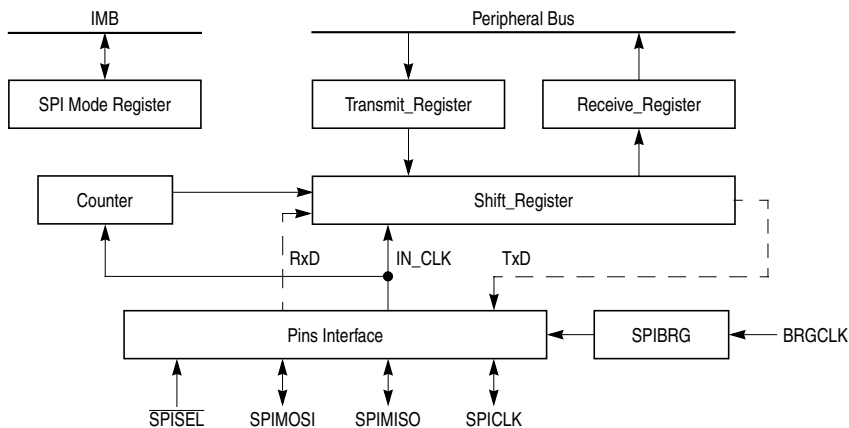 IMB
Peripheral Bus
SPI Mode Register
Transmit_Register
Receive_Register
Counter
Shift_Register
RxD
IN_CLK
TxD
Pins Interface
SPIBRG
BRGCLK
SPISEL
SPIMOSI
SPIMISO
SPICLK